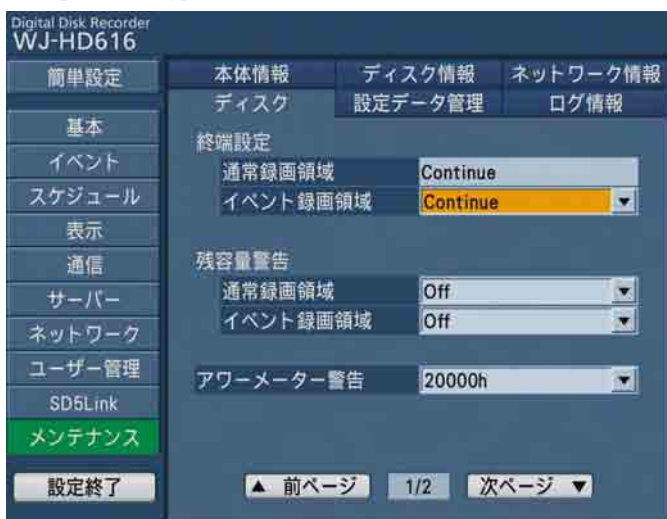 Digital Disk Recorder
WJ-HD616
簡単設定
基本
イベント
スケジュール
表示
通信
サーバー
ネットワーク
ユーザー管理
SD5Link
メンテナンス
設定終了
本体情報 ディスク情報 ネットワーク情報
ディスク 設定データ管理 ログ情報
終端設定
通常録画領域 Continue
イベント録画領域 Continue
残容量警告
通常録画領域 Off
イベント録画領域 Off
アワーメーター警告 20000h
▲ 前ページ 1/2 次ページ ▼